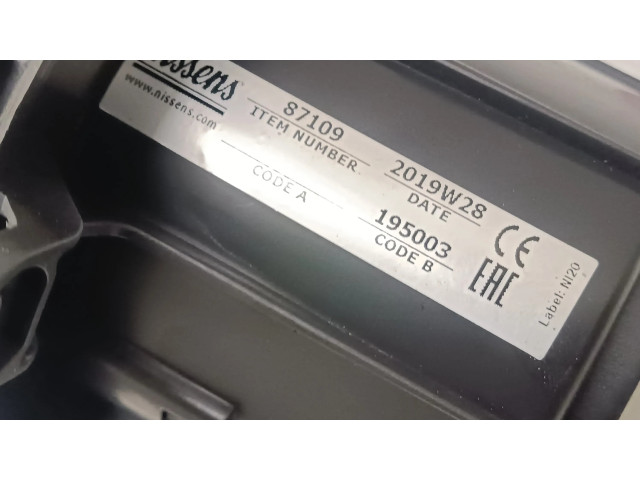 Nissens
www.nissens.com
87109
ITEM NUMBER
2019W28
DATE
CODE A
195003
CODE B
CE
EAC
Label: NI20